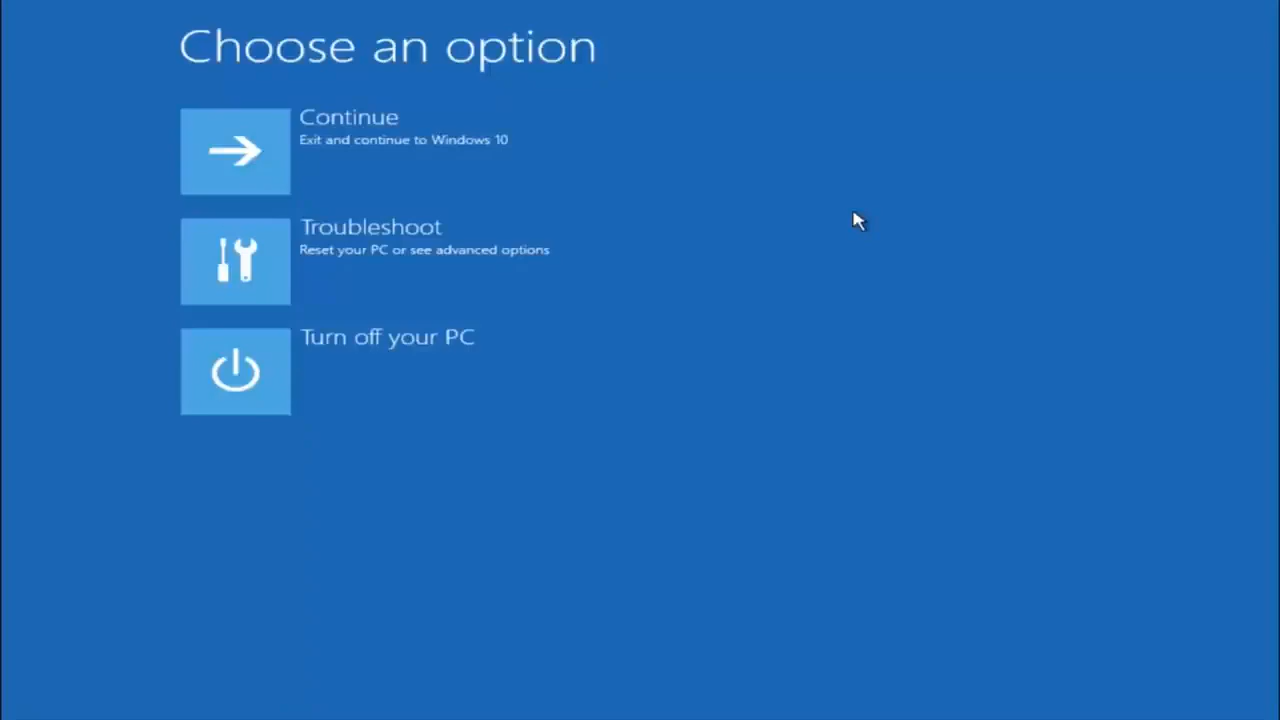 Choose an option
Continue
Exit and continue to Windows 10
Troubleshoot
Reset your PC or see advanced options
Turn off your PC